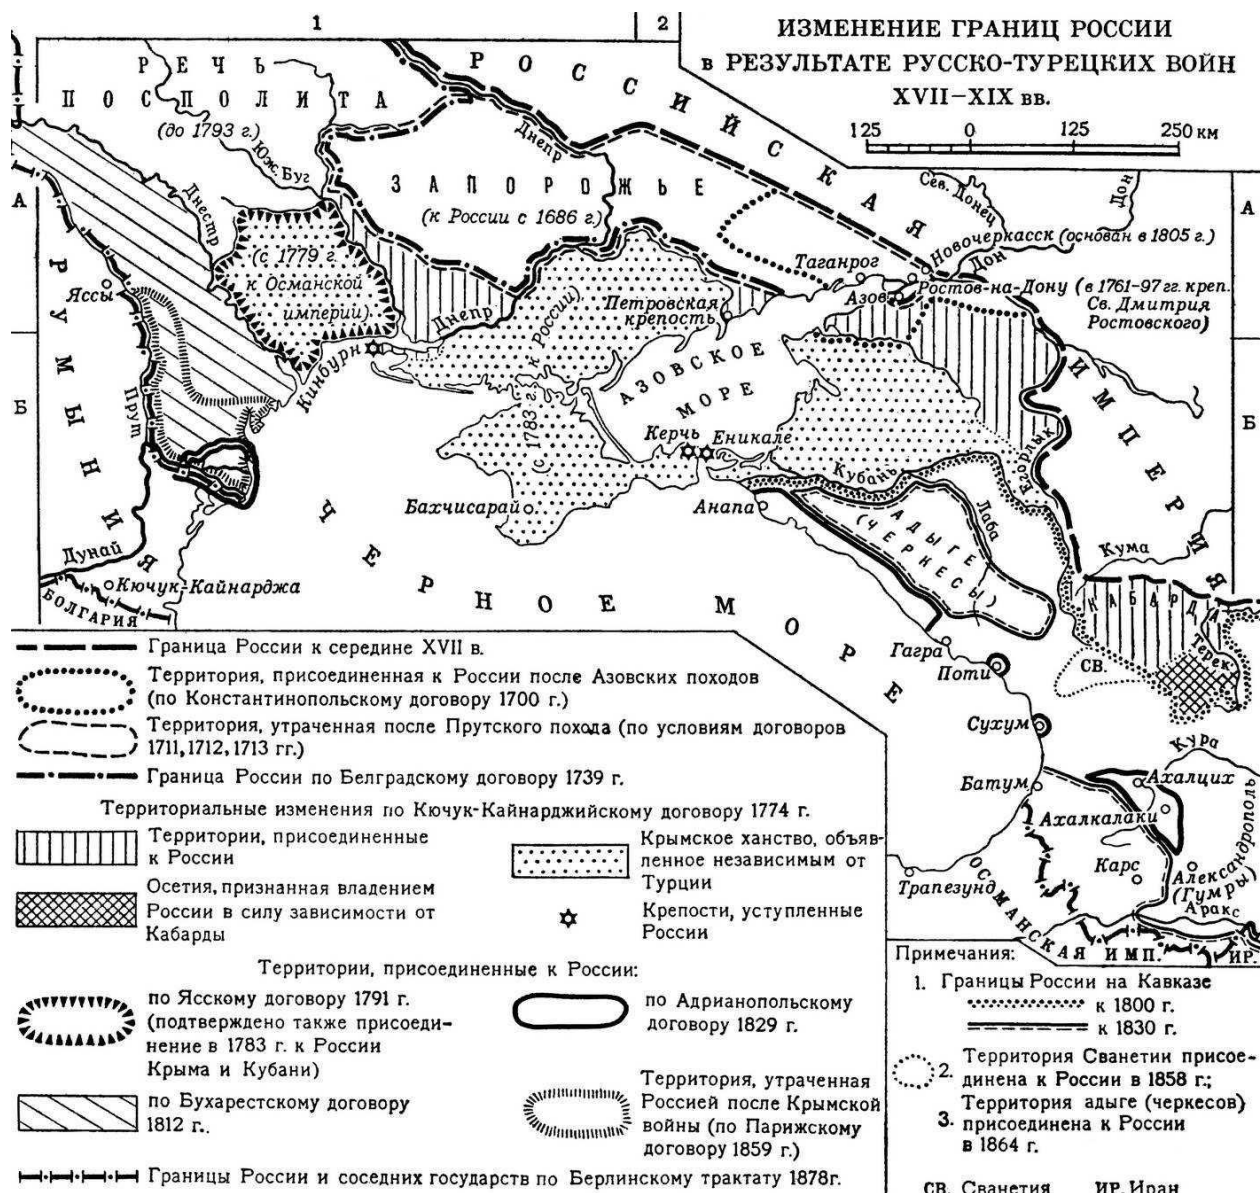 1
2
ИЗМЕНЕНИЕ ГРАНИЦ РОССИИ
в РЕЗУЛЬТАТЕ РУССКО-ТУРЕЦКИХ ВОЙН
XVII–XIX вв.
125 0 125 250 км
РЕЧЬ
ПОСПОЛИТА
(до 1793 г.)
РОССИЙСКАЯ
ИМПЕРИЯ
А
А
Б
Б
Юж. Буг
Днестр
Днепр
ЗАПОРОЖЬЕ
(к России с 1686 г.)
Сев. Донец
Дон
Новочеркасск (основан в 1805 г.)
Дон
Таганрог
Азов
Ростов-на-Дону (в 1761-97 гг. креп.
Св. Дмитрия
Ростовского)
(с 1779 г.
к Османской
империи)
РУМЫНИЯ
Яссы
Прут
Днепр
Кинбурн
Петровская
крепость
(с 1783 г. к России)
АЗОВСКОЕ
МОРЕ
Керчь
Еникале
Бахчисарай
Кубань
Егорлык
Анапа
Лаба
АДЫГЕ
(ЧЕРКЕСЫ)
Кума
КАБАРДА
Терек
СВ.
Дунай
Кючук-Кайнарджа
БОЛГАРИЯ
ЧЕРНОЕ МОРЕ
Гагра
Поти
Сухум
Батум
Кура
Ахалцих
Ахалкалаки
Карс
Александрополь
(Гумры)
Аракс
Трапезунд
ОСМАНСКАЯ ИМП.
ИР.
Граница России к середине XVII в.
Территория, присоединенная к России после Азовских походов
(по Константинопольскому договору 1700 г.)
Территория, утраченная после Прутского похода (по условиям договоров
1711, 1712, 1713 гг.)
Граница России по Белградскому договору 1739 г.
Территориальные изменения по Кючук-Кайнарджийскому договору 1774 г.
Территории, присоединенные
к России
Осетия, признанная владением
России в силу зависимости от
Кабарды
Крымское ханство, объяв-
ленное независимым от
Турции
Крепости, уступленные
России
Территории, присоединенные к России:
по Ясскому договору 1791 г.
(подтверждено также присоеди-
нение в 1783 г. к России
Крыма и Кубани)
по Бухарестскому договору
1812 г.
по Адрианопольскому
договору 1829 г.
Территория, утраченная
Россией после Крымской
войны (по Парижскому
договору 1859 г.)
Границы России и соседних государств по Берлинскому трактату 1878г.
Примечания:
1. Границы России на Кавказе
к 1800 г.
к 1830 г.
2. Территория Сванетии присое-
динена к России в 1858 г.;
3. Территория адыге (черкесов)
присоединена к России
в 1864 г.
СВ. Сванетия ИР. Иран